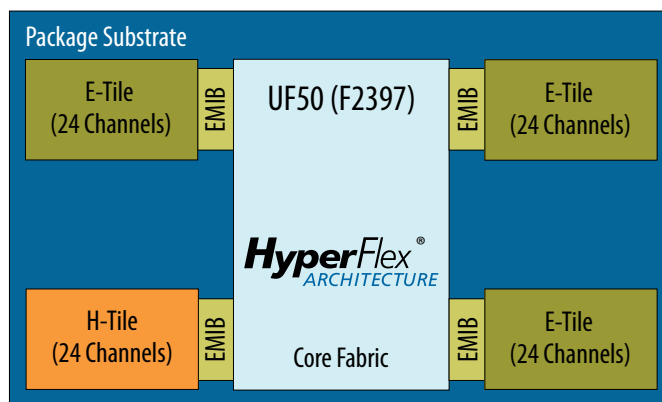 Package Substrate
E-Tile
(24 Channels)
EMIB
UF50 (F2397)
EMIB
E-Tile
(24 Channels)
HyperFlex®
ARCHITECTURE
H-Tile
(24 Channels)
EMIB
Core Fabric
EMIB
E-Tile
(24 Channels)